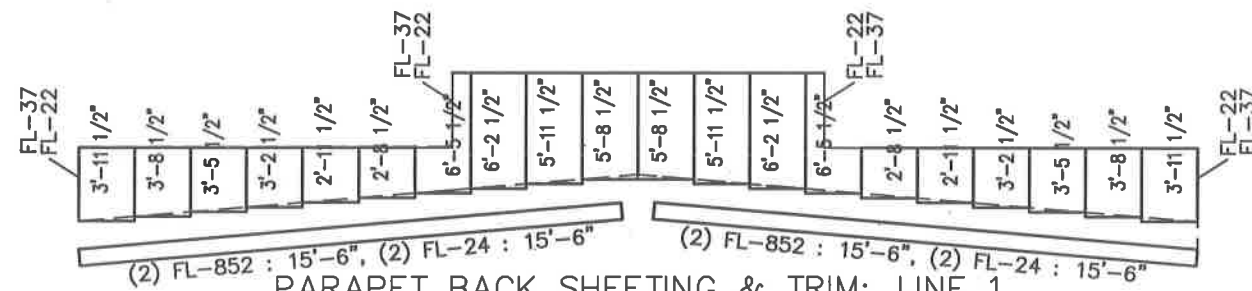 FL-37
FL-22
FL-37
FL-22
FL-22
FL-37
FL-22
FL-37
3'-11 1/2"
3'-8 1/2"
3'-5 1/2"
3'-2 1/2"
2'-11 1/2"
2'-8 1/2"
6'-5 1/2"
6'-2 1/2"
5'-11 1/2"
5'-8 1/2"
5'-8 1/2"
5'-11 1/2"
6'-2 1/2"
6'-5 1/2"
2'-8 1/2"
2'-11 1/2"
3'-2 1/2"
3'-5 1/2"
3'-8 1/2"
3'-11 1/2"
(2) FL-852 : 15'-6", (2) FL-24 : 15'-6"
(2) FL-852 : 15'-6", (2) FL-24 : 15'-6"
PARAPET BACK SHEETING & TRIM: LINE 1